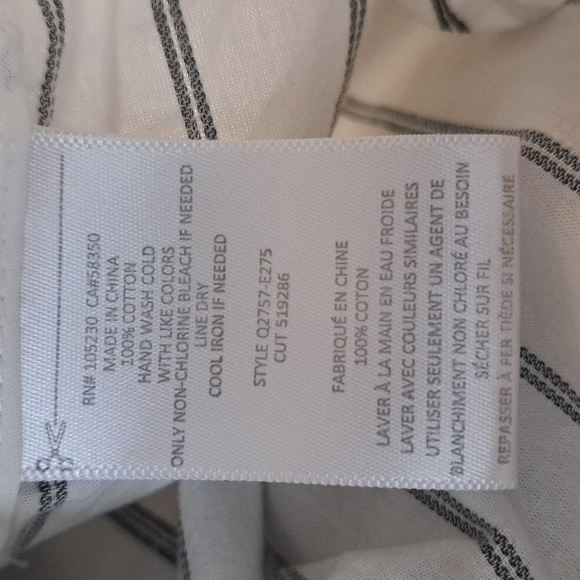 RN# 105230 CA#58350
MADE IN CHINA
100% COTTON
HAND WASH COLD
WITH LIKE COLORS
ONLY NON-CHLORINE BLEACH IF NEEDED
LINE DRY
COOL IRON IF NEEDED
STYLE Q2757-E275
CUT 519286
FABRIQUÉ EN CHINE
100% COTON
LAVER À LA MAIN EN EAU FROIDE
LAVER AVEC COULEURS SIMILAIRES
UTILISER SEULEMENT UN AGENT DE
BLANCHIMENT NON CHLORÉ AU BESOIN
SÉCHER SUR FIL
REPASSER À FER TIÈDE SI NÉCESSAIRE